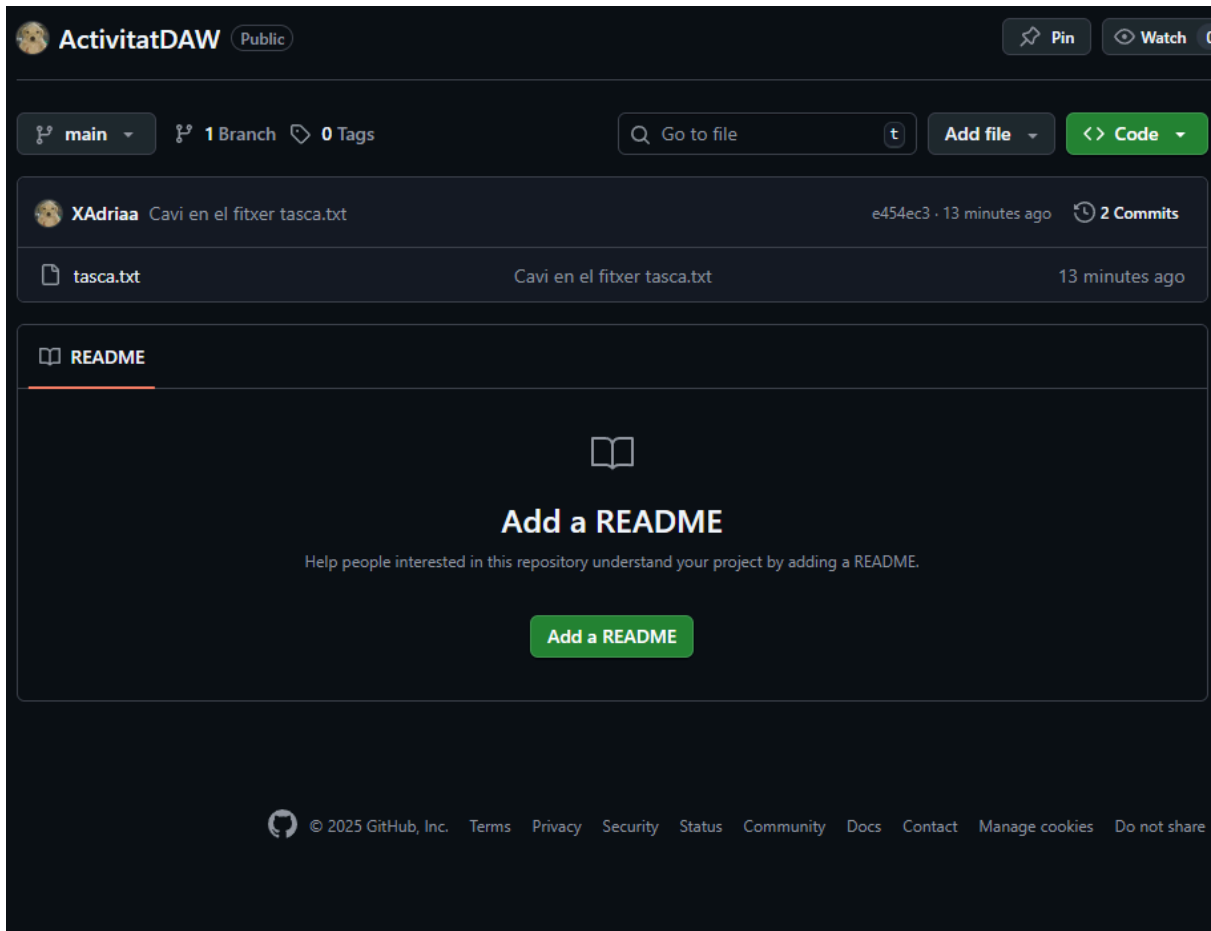 ActivitatDAW Public Pin Watch 0
main 1 Branch 0 Tags Go to file t Add file Code
XAdriaa Cavi en el fitxer tasca.txt e454ec3 · 13 minutes ago 2 Commits
tasca.txt Cavi en el fitxer tasca.txt 13 minutes ago
README
Add a README
Help people interested in this repository understand your project by adding a README.
Add a README
© 2025 GitHub, Inc. Terms Privacy Security Status Community Docs Contact Manage cookies Do not share